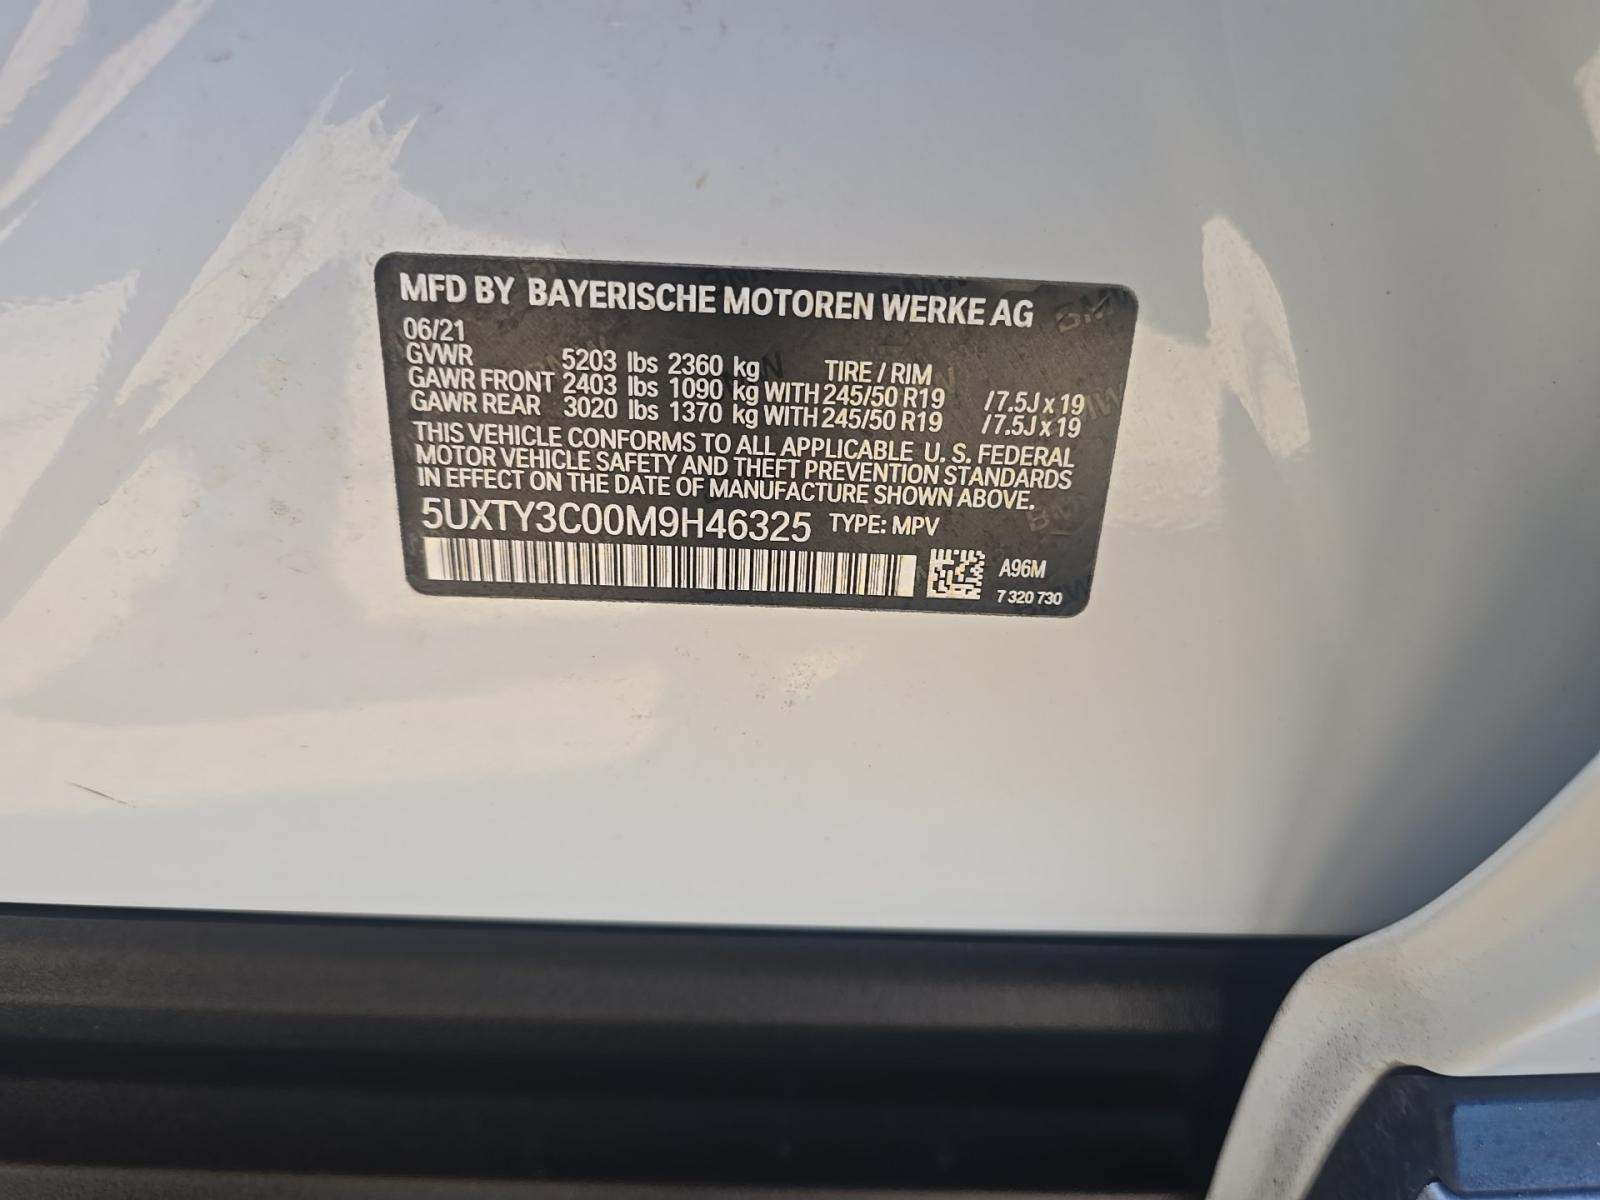 MFD BY BAYERISCHE MOTOREN WERKE AG
06/21
GVWR 5203 lbs 2360 kg TIRE / RIM
GAWR FRONT 2403 lbs 1090 kg WITH 245/50 R19 /7.5J x 19
GAWR REAR 3020 lbs 1370 kg WITH 245/50 R19 /7.5J x 19
THIS VEHICLE CONFORMS TO ALL APPLICABLE U. S. FEDERAL
MOTOR VEHICLE SAFETY AND THEFT PREVENTION STANDARDS
IN EFFECT ON THE DATE OF MANUFACTURE SHOWN ABOVE.
5UXTY3C00M9H46325 TYPE: MPV
A96M
7 320 730